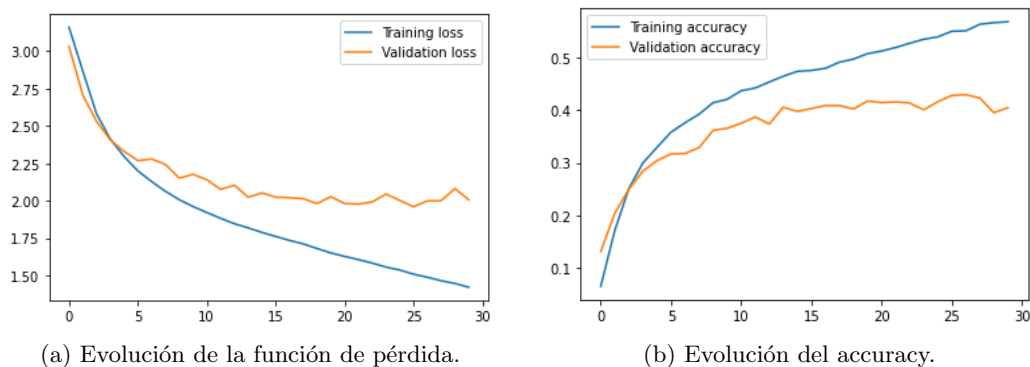 Training loss
Validation loss
3.00
2.75
2.50
2.25
2.00
1.75
1.50
0 5 10 15 20 25 30
(a) Evolución de la función de pérdida.
Training accuracy
Validation accuracy
0.5
0.4
0.3
0.2
0.1
0 5 10 15 20 25 30
(b) Evolución del accuracy.